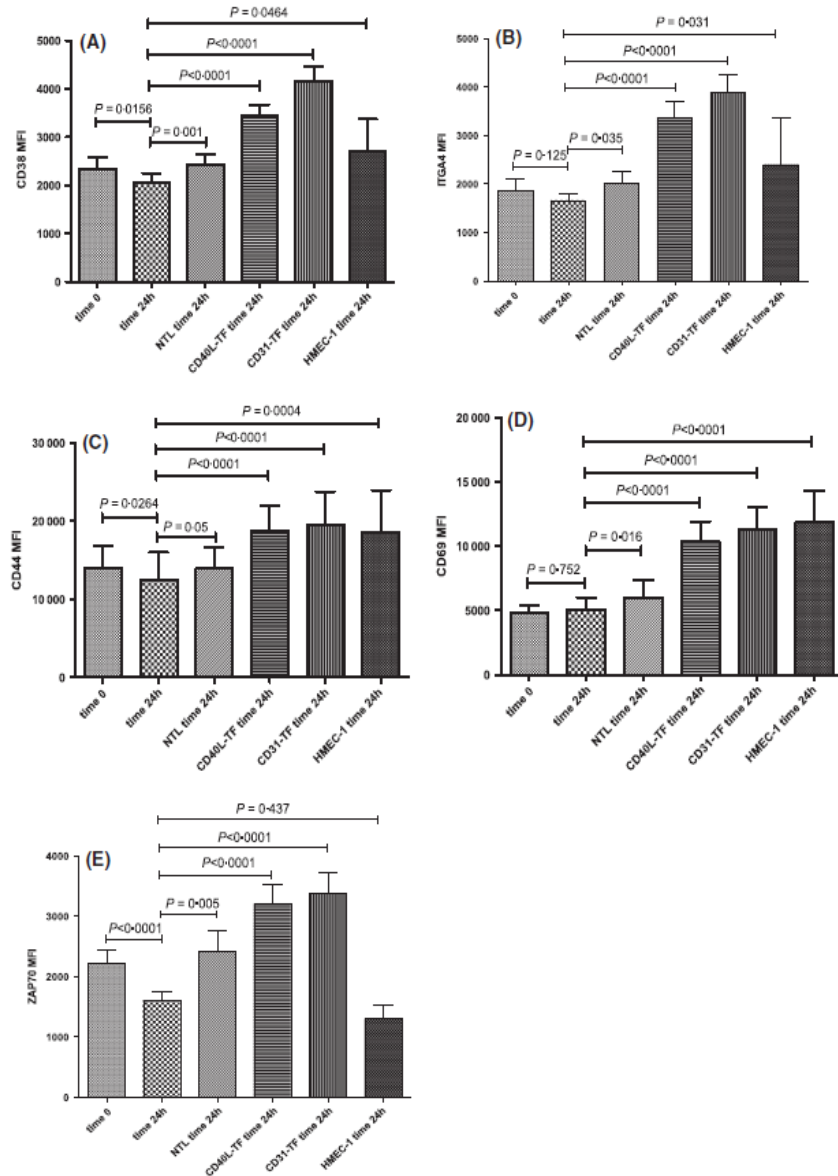 (A)
P = 0·0464
P<0·0001
P<0·0001
P = 0·0156
P = 0·001
CD38 MFI
5000
4000
3000
2000
1000
0
time 0
time 24h
NTL time 24h
CD40L-TF time 24h
CD31-TF time 24h
HMEC-1 time 24h
(B)
P = 0·031
P<0·0001
P<0·0001
P = 0·035
P = 0·125
ITGA4 MFI
5000
4000
3000
2000
1000
0
time 0
time 24h
NTL time 24h
CD40L-TF time 24h
CD31-TF time 24h
HMEC-1 time 24h
(C)
P = 0·0004
P<0·0001
P<0·0001
P = 0·0264
P = 0·05
CD44 MFI
30 000
20 000
10 000
0
time 0
time 24h
NTL time 24h
CD40L-TF time 24h
CD31-TF time 24h
HMEC-1 time 24h
(D)
P<0·0001
P<0·0001
P<0·0001
P = 0·016
P = 0·752
CD69 MFI
20 000
15 000
10 000
5000
0
time 0
time 24h
NTL time 24h
CD40L-TF time 24h
CD31-TF time 24h
HMEC-1 time 24h
(E)
P = 0·437
P<0·0001
P<0·0001
P = 0·005
P<0·0001
ZAP70 MFI
4000
3000
2000
1000
0
time 0
time 24h
NTL time 24h
CD40L-TF time 24h
CD31-TF time 24h
HMEC-1 time 24h